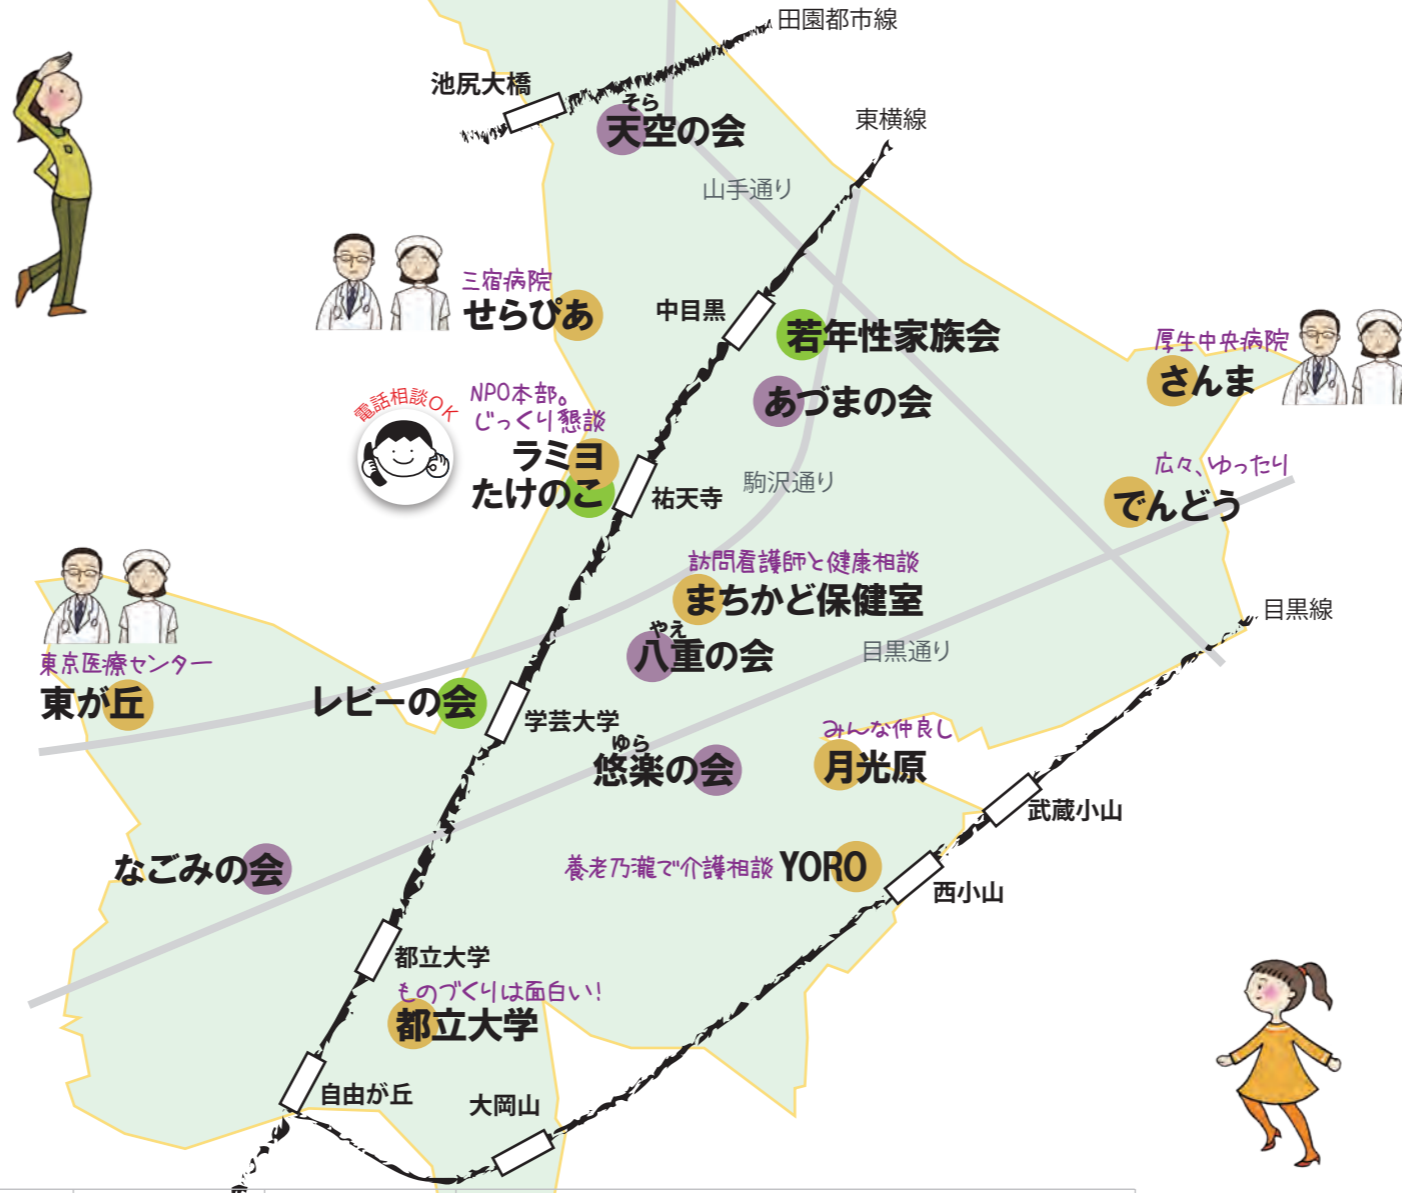 田園都市線
池尻大橋
そら
天空の会
東横線
山手通り
三宿病院
せらぴあ
中目黒
若年性家族会
厚生中央病院
さんま
あづまの会
電話相談OK
NPO本部。
じっくり懇談
ラミヨ
たけのこ
祐天寺
駒沢通り
広々、ゆったり
でんどう
訪問看護師と健康相談
まちかど保健室
やえ
八重の会
目黒通り
目黒線
東京医療センター
東が丘
レビーの会
学芸大学
ゆら
悠楽の会
みんな仲良し
月光原
武蔵小山
なごみの会
養老乃瀧で介護相談 YORO
西小山
都立大学
ものづくりは面白い!
都立大学
自由が丘
大岡山